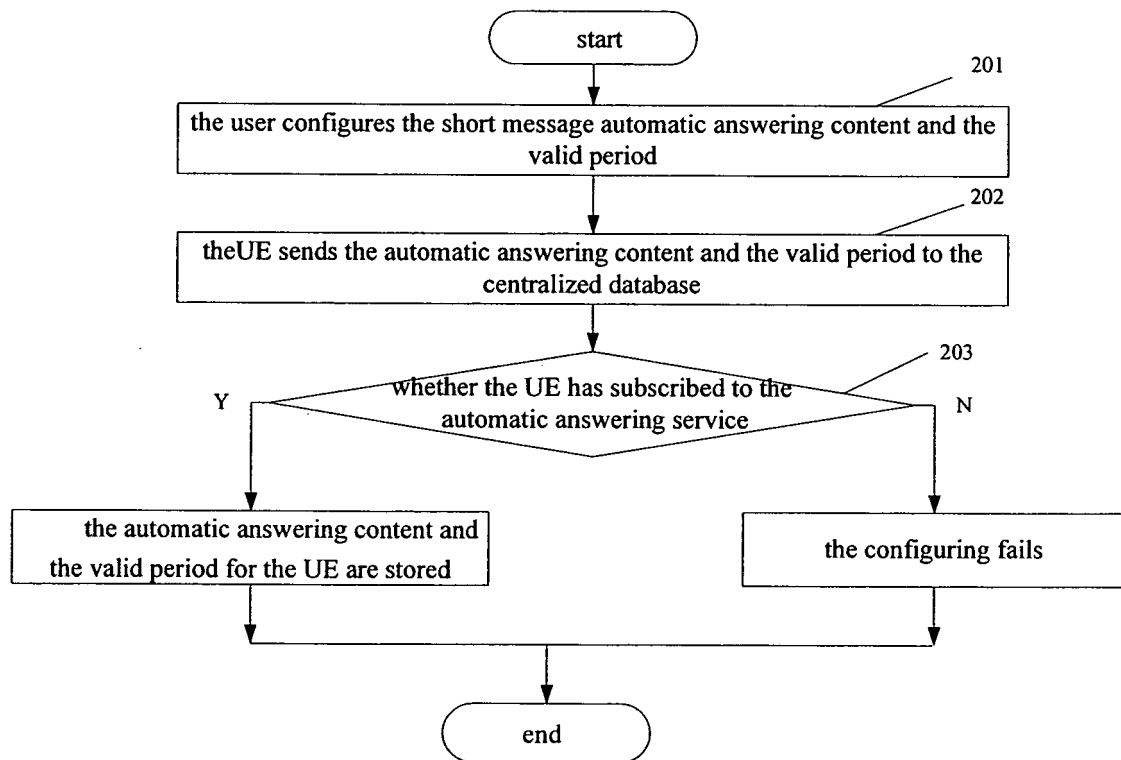 start
201
the user configures the short message automatic answering content and the
valid period
202
theUE sends the automatic answering content and the valid period to the
centralized database
203
whether the UE has subscribed to the
automatic answering service
Y
N
the automatic answering content and
the valid period for the UE are stored
the configuring fails
end